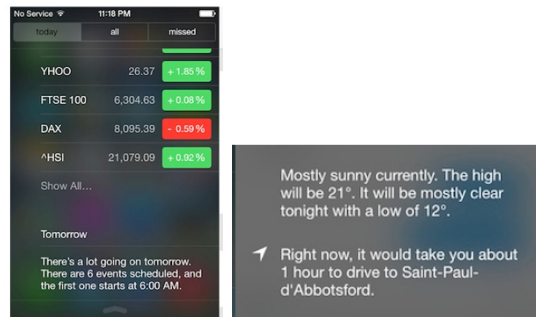 No Service 11:18 PM
today all missed
YHOO 26.37 + 1.85 %
FTSE 100 6,304.63 + 0.08 %
DAX 8,095.39 - 0.59 %
^HSI 21,079.09 + 0.92 %
Show All...
Tomorrow
There's a lot going on tomorrow.
There are 6 events scheduled, and
the first one starts at 6:00 AM.
Mostly sunny currently. The high
will be 21°. It will be mostly clear
tonight with a low of 12°.
Right now, it would take you about
1 hour to drive to Saint-Paul-
d'Abbotsford.